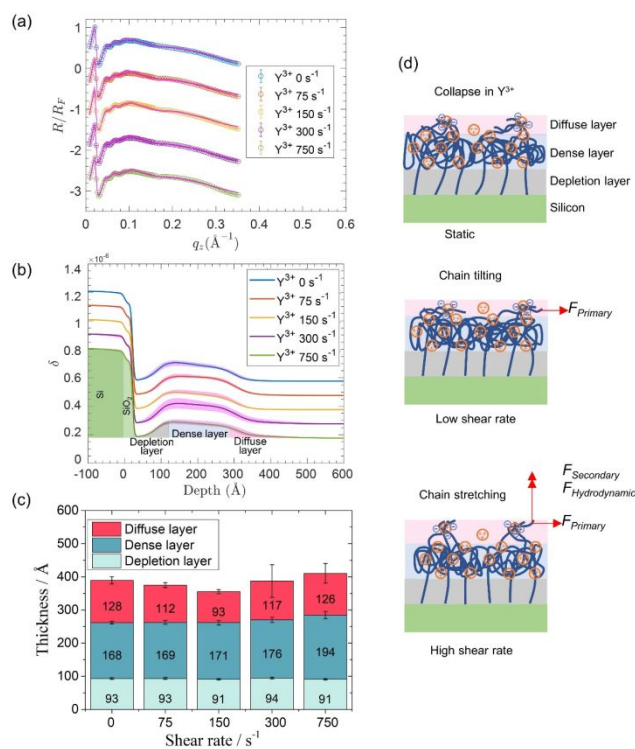 (a)
R/R_F
1
0
-1
-2
-3
0
0.1
0.2
0.3
0.4
0.5
0.6
q_z(Å⁻¹)
Y³⁺ 0 s⁻¹
Y³⁺ 75 s⁻¹
Y³⁺ 150 s⁻¹
Y³⁺ 300 s⁻¹
Y³⁺ 750 s⁻¹
(b)
×10⁻⁶
δ
1.4
1.2
1.0
0.8
0.6
0.4
0.2
-100
0
100
200
300
400
500
600
Depth (Å)
Y³⁺ 0 s⁻¹
Y³⁺ 75 s⁻¹
Y³⁺ 150 s⁻¹
Y³⁺ 300 s⁻¹
Y³⁺ 750 s⁻¹
Si
SiO₂
Depletion
layer
Dense layer
Diffuse
layer
(c)
Thickness / Å
600
500
400
300
200
100
0
Diffuse layer
Dense layer
Depletion layer
128
112
93
117
126
168
169
171
176
194
93
93
91
94
91
0
75
150
300
750
Shear rate / s⁻¹
(d)
Collapse in Y³⁺
Diffuse layer
Dense layer
Depletion layer
Silicon
Static
Chain tilting
F_Primary
Low shear rate
Chain stretching
F_Secondary
F_Hydrodynamic
F_Primary
High shear rate